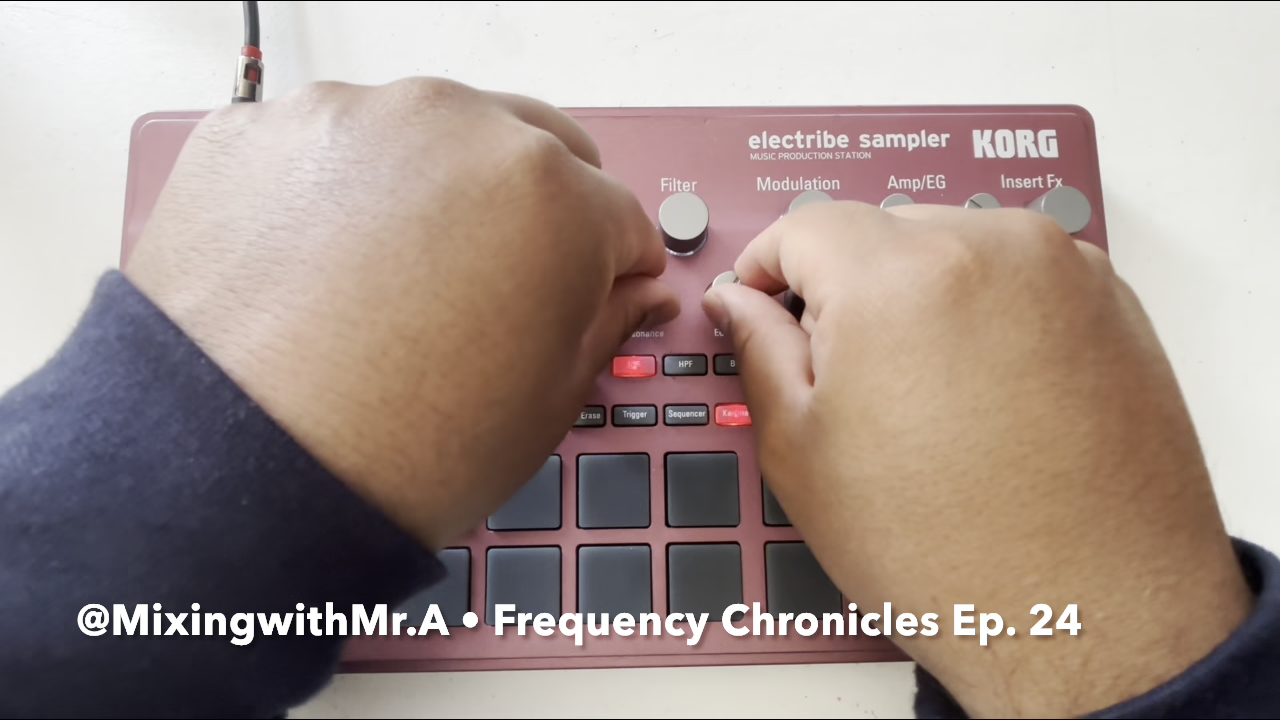 electribe sampler KORG
MUSIC PRODUCTION STATION
Filter Modulation Amp/EG Insert Fx
HPF
Erase Trigger Sequencer
@MixingwithMr.A • Frequency Chronicles Ep. 24